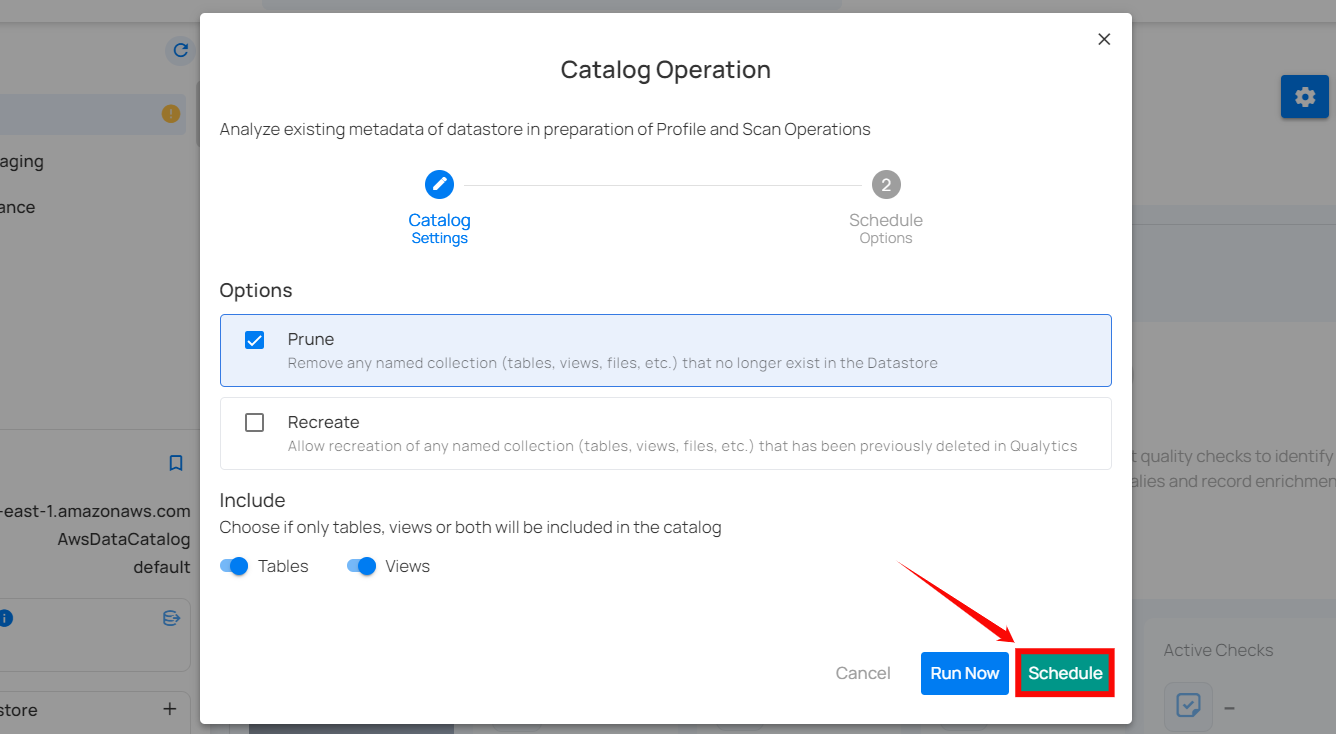 Catalog Operation
Analyze existing metadata of datastore in preparation of Profile and Scan Operations
2
Catalog
Settings
Schedule
Options
Options
Prune
Remove any named collection (tables, views, files, etc.) that no longer exist in the Datastore
Recreate
Allow recreation of any named collection (tables, views, files, etc.) that has been previously deleted in Qualytics
Include
Choose if only tables, views or both will be included in the catalog
Tables
Views
Cancel
Run Now
Schedule
aging
ance
-east-1.amazonaws.com
AwsDataCatalog
default
store
t quality checks to identify
alies and record enrichmen
Active Checks
–